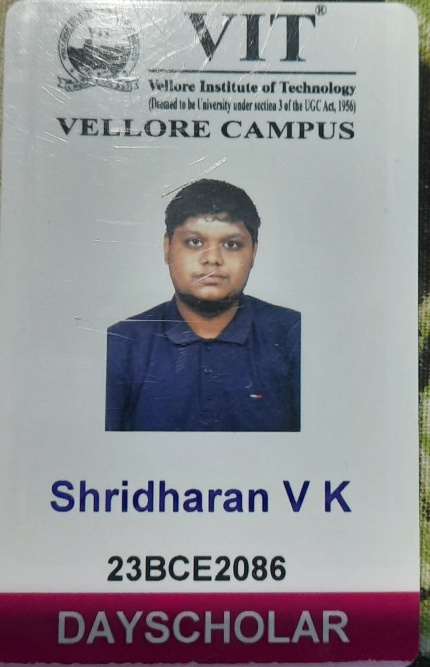 VIT®
Vellore Institute of Technology
(Deemed to be University under section 3 of the UGC Act, 1956)
VELLORE CAMPUS
Shridharan V K
23BCE2086
DAYSCHOLAR